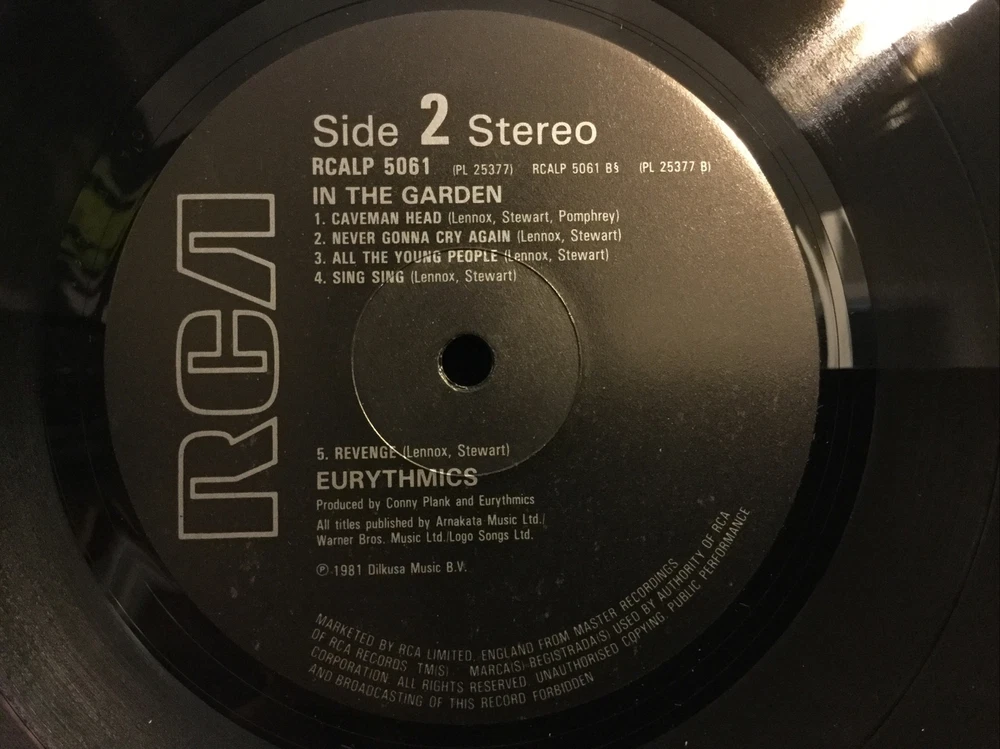 Side 2 Stereo
RCALP 5061 (PL 25377) RCALP 5061 B§ (PL 25377 B)
IN THE GARDEN
1. CAVEMAN HEAD (Lennox, Stewart, Pomphrey)
2. NEVER GONNA CRY AGAIN (Lennox, Stewart)
3. ALL THE YOUNG PEOPLE (Lennox, Stewart)
4. SING SING (Lennox, Stewart)
RCA
5. REVENGE (Lennox, Stewart)
EURYTHMICS
Produced by Conny Plank and Eurythmics
All titles published by Arnakata Music Ltd./
Warner Bros. Music Ltd./Logo Songs Ltd.
℗ 1981 Dilkusa Music B.V.
MARKETED BY RCA LIMITED, ENGLAND FROM MASTER RECORDINGS
OF RCA RECORDS TM(S) MARCA(S) REGISTRADA(S) USED BY AUTHORITY OF RCA
CORPORATION. ALL RIGHTS RESERVED. UNAUTHORISED COPYING, PUBLIC PERFORMANCE
AND BROADCASTING OF THIS RECORD FORBIDDEN